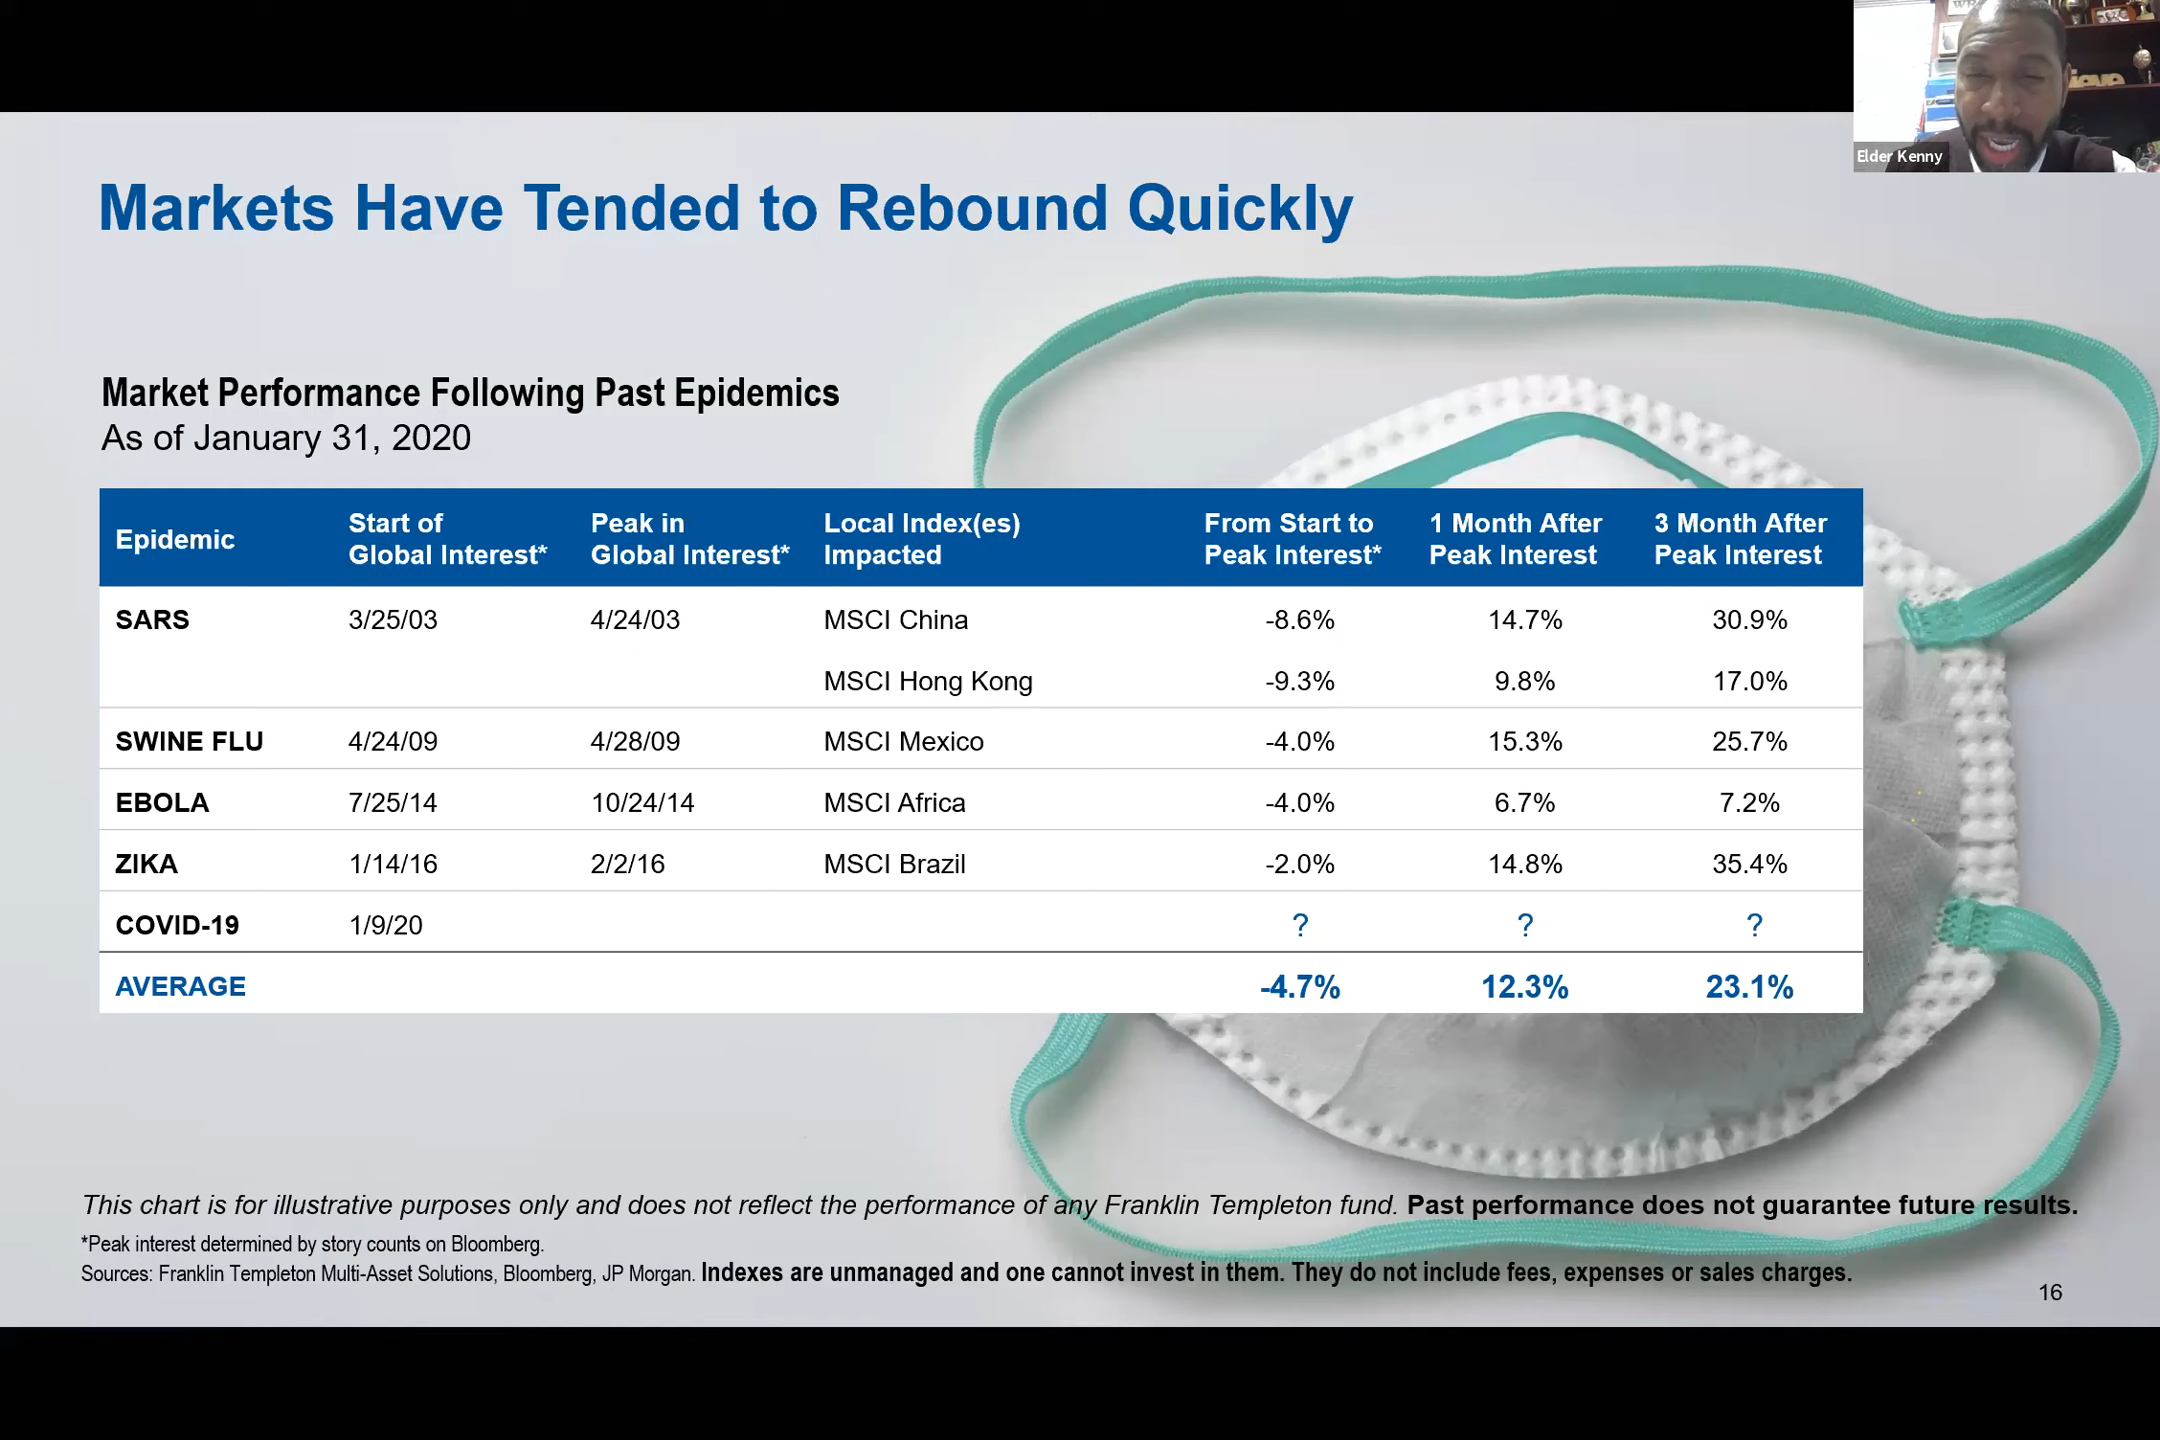 Elder Kenny
Markets Have Tended to Rebound Quickly
Market Performance Following Past Epidemics
As of January 31, 2020
Epidemic Start of Global Interest* Peak in Global Interest* Local Index(es) Impacted From Start to Peak Interest* 1 Month After Peak Interest 3 Month After Peak Interest
SARS 3/25/03 4/24/03 MSCI China -8.6% 14.7% 30.9%
MSCI Hong Kong -9.3% 9.8% 17.0%
SWINE FLU 4/24/09 4/28/09 MSCI Mexico -4.0% 15.3% 25.7%
EBOLA 7/25/14 10/24/14 MSCI Africa -4.0% 6.7% 7.2%
ZIKA 1/14/16 2/2/16 MSCI Brazil -2.0% 14.8% 35.4%
COVID-19 1/9/20 ? ? ?
AVERAGE -4.7% 12.3% 23.1%
This chart is for illustrative purposes only and does not reflect the performance of any Franklin Templeton fund. Past performance does not guarantee future results.
*Peak interest determined by story counts on Bloomberg.
Sources: Franklin Templeton Multi-Asset Solutions, Bloomberg, JP Morgan. Indexes are unmanaged and one cannot invest in them. They do not include fees, expenses or sales charges.
16